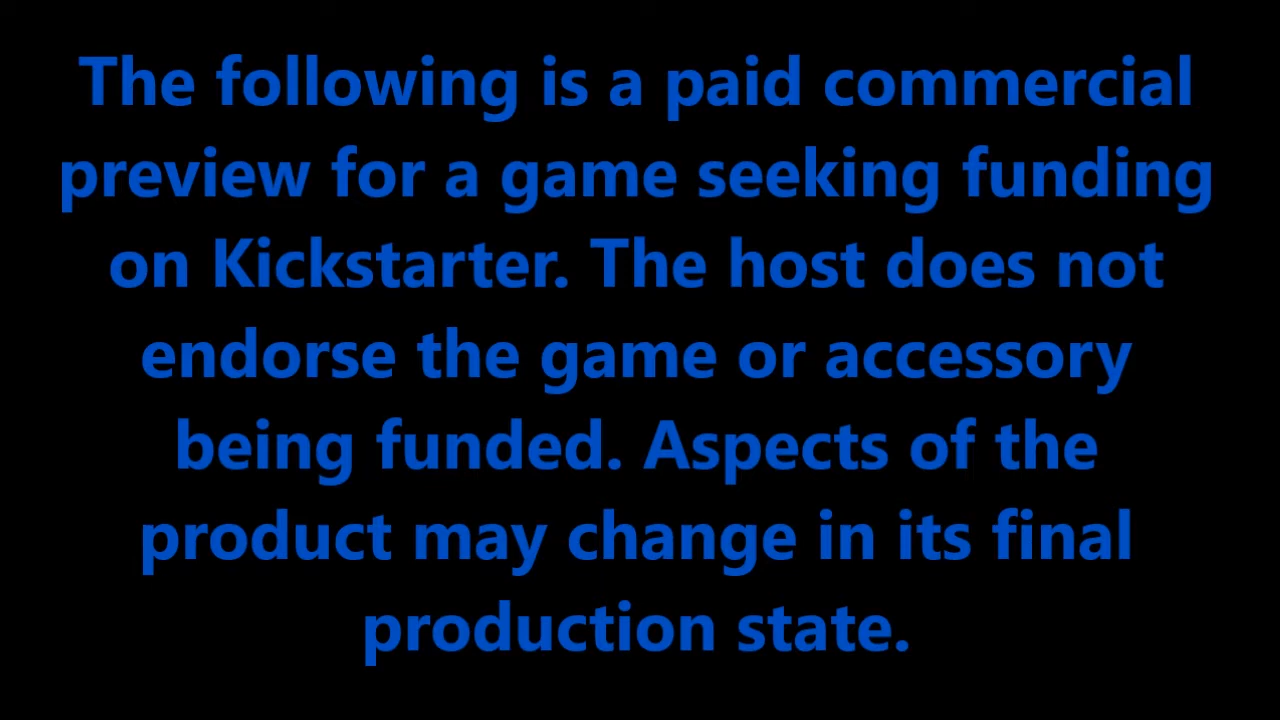 The following is a paid commercial
preview for a game seeking funding
on Kickstarter. The host does not
endorse the game or accessory
being funded. Aspects of the
product may change in its final
production state.